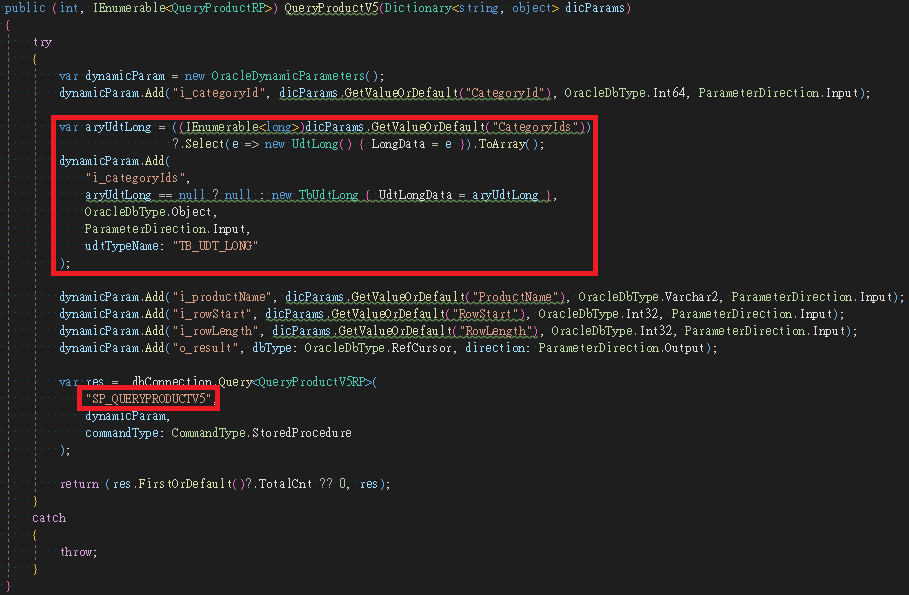 public (int, IEnumerable<QueryProductRP>) QueryProductV5(Dictionary<string, object> dicParams)
{
try
{
var dynamicParam = new OracleDynamicParameters();
dynamicParam.Add("i_categoryId", dicParams.GetValueOrDefault("CategoryId"), OracleDbType.Int64, ParameterDirection.Input);
var aryUdtLong = ((IEnumerable<long>)dicParams.GetValueOrDefault("CategoryIds"))
?.Select(e => new UdtLong() { LongData = e }).ToArray();
dynamicParam.Add(
"i_categoryIds",
aryUdtLong == null ? null : new TbUdtLong { UdtLongData = aryUdtLong },
OracleDbType.Object,
ParameterDirection.Input,
udtTypeName: "TB_UDT_LONG"
);
dynamicParam.Add("i_productName", dicParams.GetValueOrDefault("ProductName"), OracleDbType.Varchar2, ParameterDirection.Input);
dynamicParam.Add("i_rowStart", dicParams.GetValueOrDefault("RowStart"), OracleDbType.Int32, ParameterDirection.Input);
dynamicParam.Add("i_rowLength", dicParams.GetValueOrDefault("RowLength"), OracleDbType.Int32, ParameterDirection.Input);
dynamicParam.Add("o_result", dbType: OracleDbType.RefCursor, direction: ParameterDirection.Output);
var res = _dbConnection.Query<QueryProductV5RP>(
"SP_QUERYPRODUCTV5",
dynamicParam,
commandType: CommandType.StoredProcedure
);
return (res.FirstOrDefault()?.TotalCnt ?? 0, res);
}
catch
{
throw;
}
}